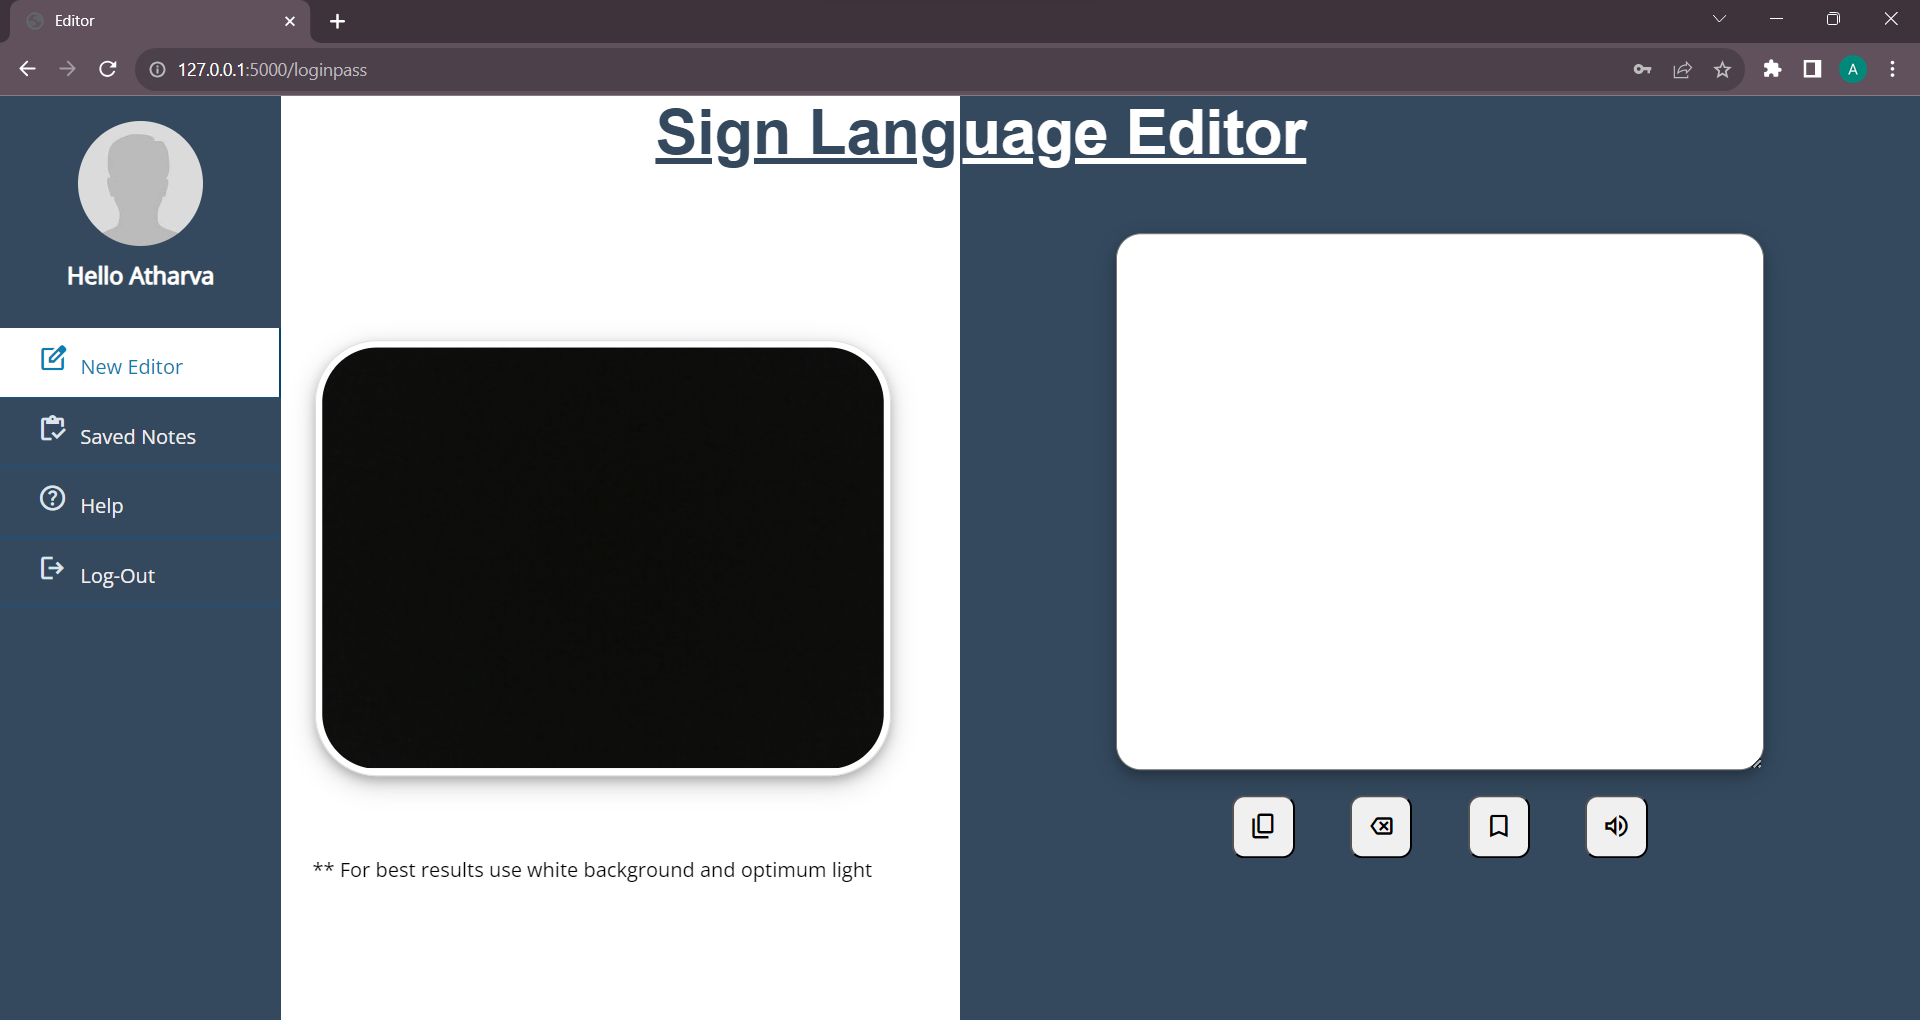 Editor
127.0.0.1:5000/loginpass
A
Sign Language Editor
Hello Atharva
New Editor
Saved Notes
Help
Log-Out
** For best results use white background and optimum light